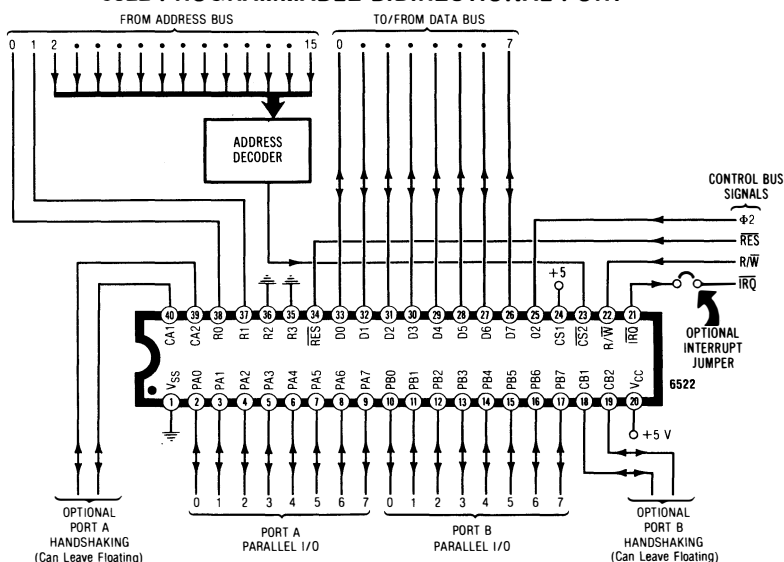 FROM ADDRESS BUS
TO/FROM DATA BUS
0 1 2 • • • • • • • • • • 15
0 • • • • • • 7
ADDRESS
DECODER
CONTROL BUS
SIGNALS
Φ2
RES
R/W
IRQ
+5
OPTIONAL
INTERRUPT
JUMPER
40 39 38 37 36 35 34 33 32 31 30 29 28 27 26 25 24 23 22 21
CA1 CA2 R0 R1 R2 R3 RES D0 D1 D2 D3 D4 D5 D6 D7 O2 CS1 CS2 R/W IRQ
6522
VSS PA0 PA1 PA2 PA3 PA4 PA5 PA6 PA7 PB0 PB1 PB2 PB3 PB4 PB5 PB6 PB7 CB1 CB2 VCC
1 2 3 4 5 6 7 8 9 10 11 12 13 14 15 16 17 18 19 20
+5 V
0 1 2 3 4 5 6 7 0 1 2 3 4 5 6 7
OPTIONAL
PORT A
HANDSHAKING
(Can Leave Floating)
PORT A
PARALLEL I/O
PORT B
PARALLEL I/O
OPTIONAL
PORT B
HANDSHAKING
(Can Leave Floating)